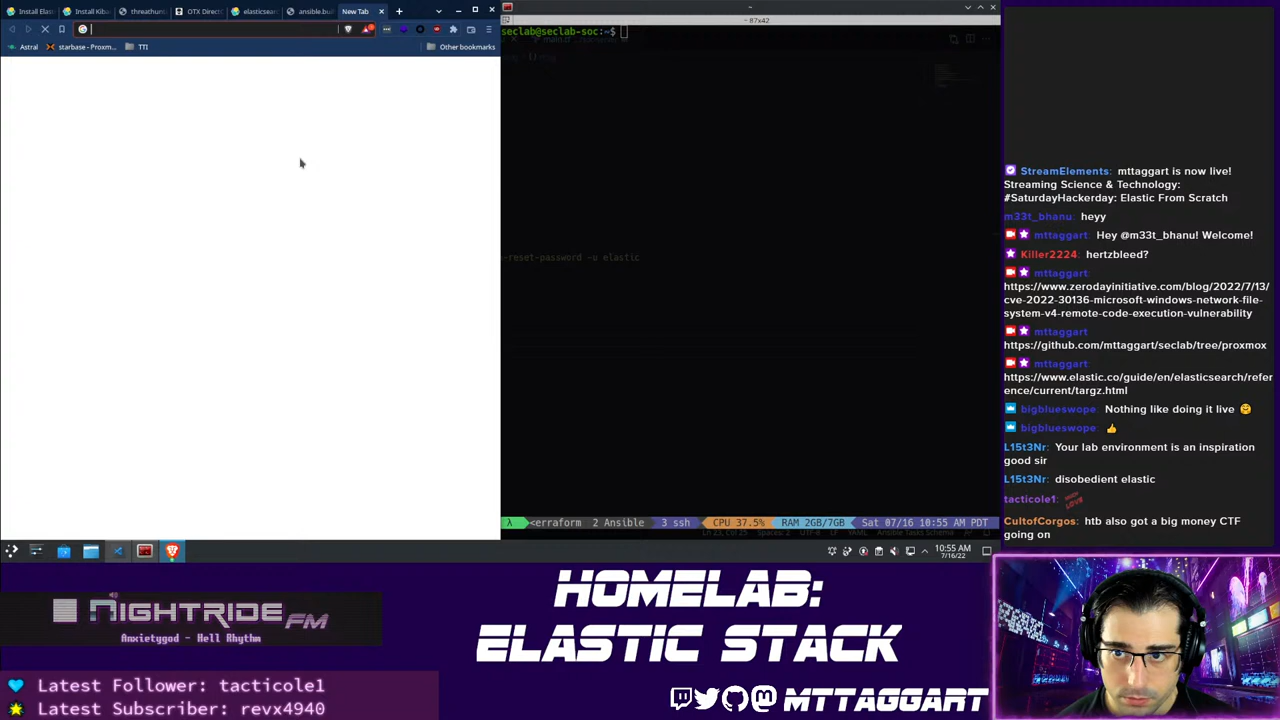 Install Elas
Install Kiba
threathun
OTX Direct
elasticsear
ansible.bui
New Tab
Astral
starbase - Proxm...
TTI
Other bookmarks
~
~ 87x42
seclab@seclab-soc:~$
-reset-password -u elastic
λ <erraform 2 Ansible 3 ssh CPU 37.5% RAM 2GB/7GB Sat 07/16 10:55 AM PDT
10:55 AM
7/16/22
StreamElements: mttaggart is now live!
Streaming Science & Technology:
#SaturdayHackerday: Elastic From Scratch
m33t_bhanu: heyy
mttaggart: Hey @m33t_bhanu! Welcome!
Killer2224: hertzbleed?
mttaggart:
https://www.zerodayinitiative.com/blog/2022/7/13/
cve-2022-30136-microsoft-windows-network-file-
system-v4-remote-code-execution-vulnerability
mttaggart:
https://github.com/mttaggart/seclab/tree/proxmox
mttaggart:
https://www.elastic.co/guide/en/elasticsearch/refer
ence/current/targz.html
bigblueswope: Nothing like doing it live 🤗
bigblueswope: 👍
L15t3Nr: Your lab environment is an inspiration
good sir
L15t3Nr: disobedient elastic
tacticole1:
CultofCorgos: htb also got a big money CTF
going on
NIGHTRIDE FM
Anxietygod - Hell Rhythm
Latest Follower: tacticole1
Latest Subscriber: revx4940
HOMELAB:
ELASTIC STACK
MTTAGGART